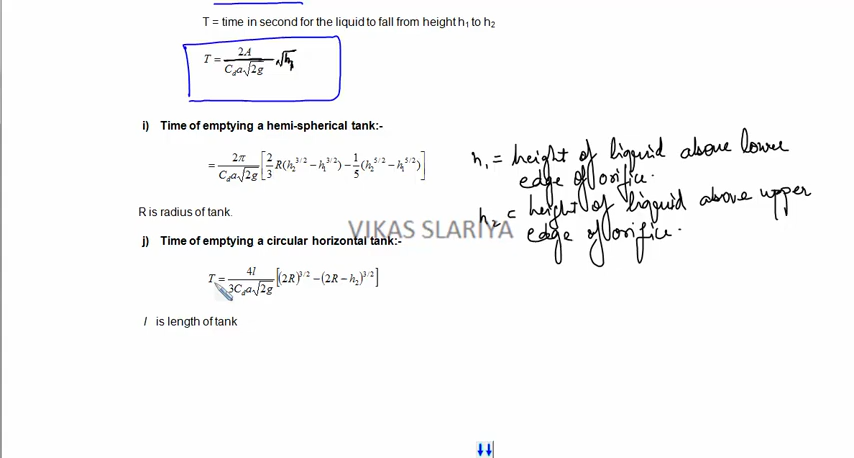 T = time in second for the liquid to fall from height h₁ to h₂
T = 2A / (C_d a√2g) √h₁
i) Time of emptying a hemi-spherical tank:-
= 2π / (C_d a√2g) [2/3 R(h₂^3/2 − h₁^3/2) − 1/5 (h₂^5/2 − h₁^5/2)]
h₁ = height of liquid above lower
edge of orifice.
R is radius of tank.
h₂ = height of liquid above upper
edge of orifice.
VIKAS SLARIYA
j) Time of emptying a circular horizontal tank:-
T = 4l / (3C_d a√2g) [(2R)^3/2 − (2R − h₂)^3/2]
l is length of tank